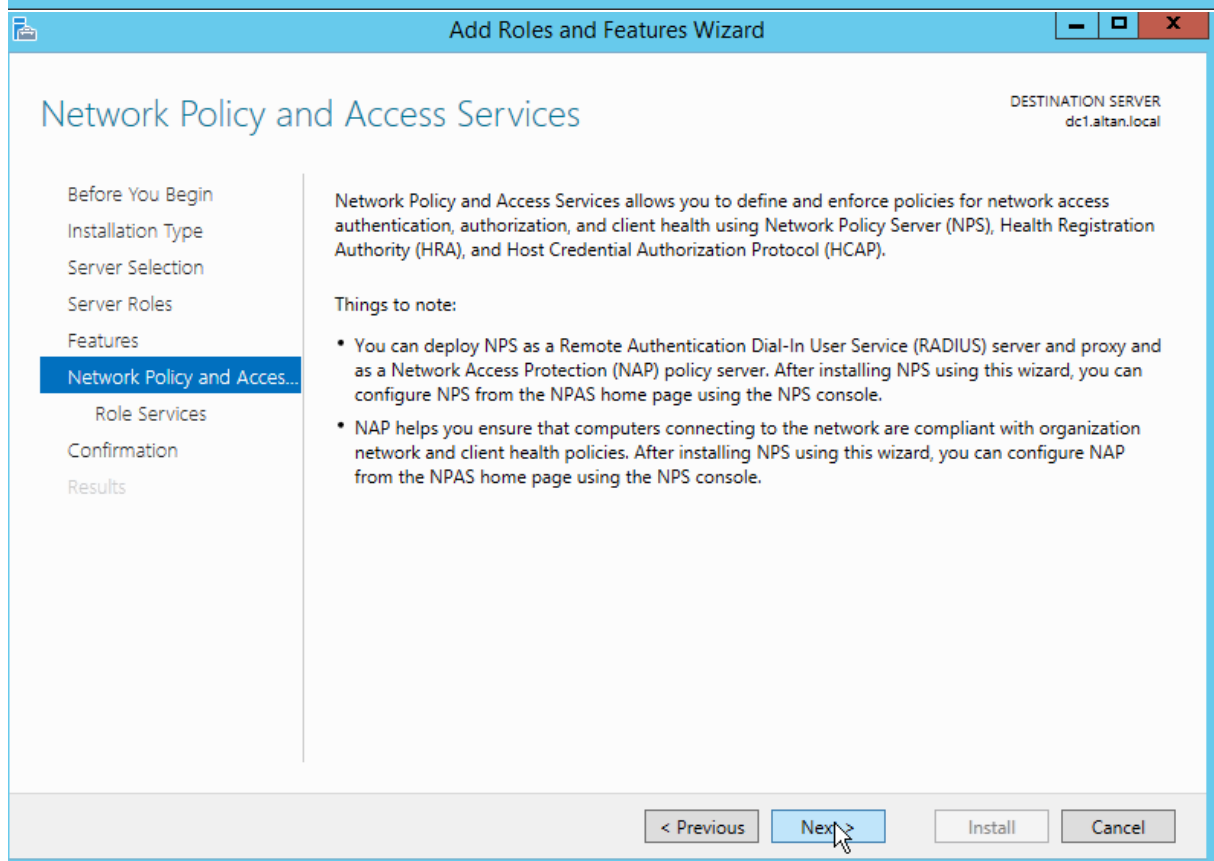 Add Roles and Features Wizard
Network Policy and Access Services
DESTINATION SERVER
dc1.altan.local
Before You Begin
Installation Type
Server Selection
Server Roles
Features
Network Policy and Acces...
Role Services
Confirmation
Results
Network Policy and Access Services allows you to define and enforce policies for network access
authentication, authorization, and client health using Network Policy Server (NPS), Health Registration
Authority (HRA), and Host Credential Authorization Protocol (HCAP).
Things to note:
• You can deploy NPS as a Remote Authentication Dial-In User Service (RADIUS) server and proxy and
as a Network Access Protection (NAP) policy server. After installing NPS using this wizard, you can
configure NPS from the NPAS home page using the NPS console.
• NAP helps you ensure that computers connecting to the network are compliant with organization
network and client health policies. After installing NPS using this wizard, you can configure NAP
from the NPAS home page using the NPS console.
< Previous
Next >
Install
Cancel